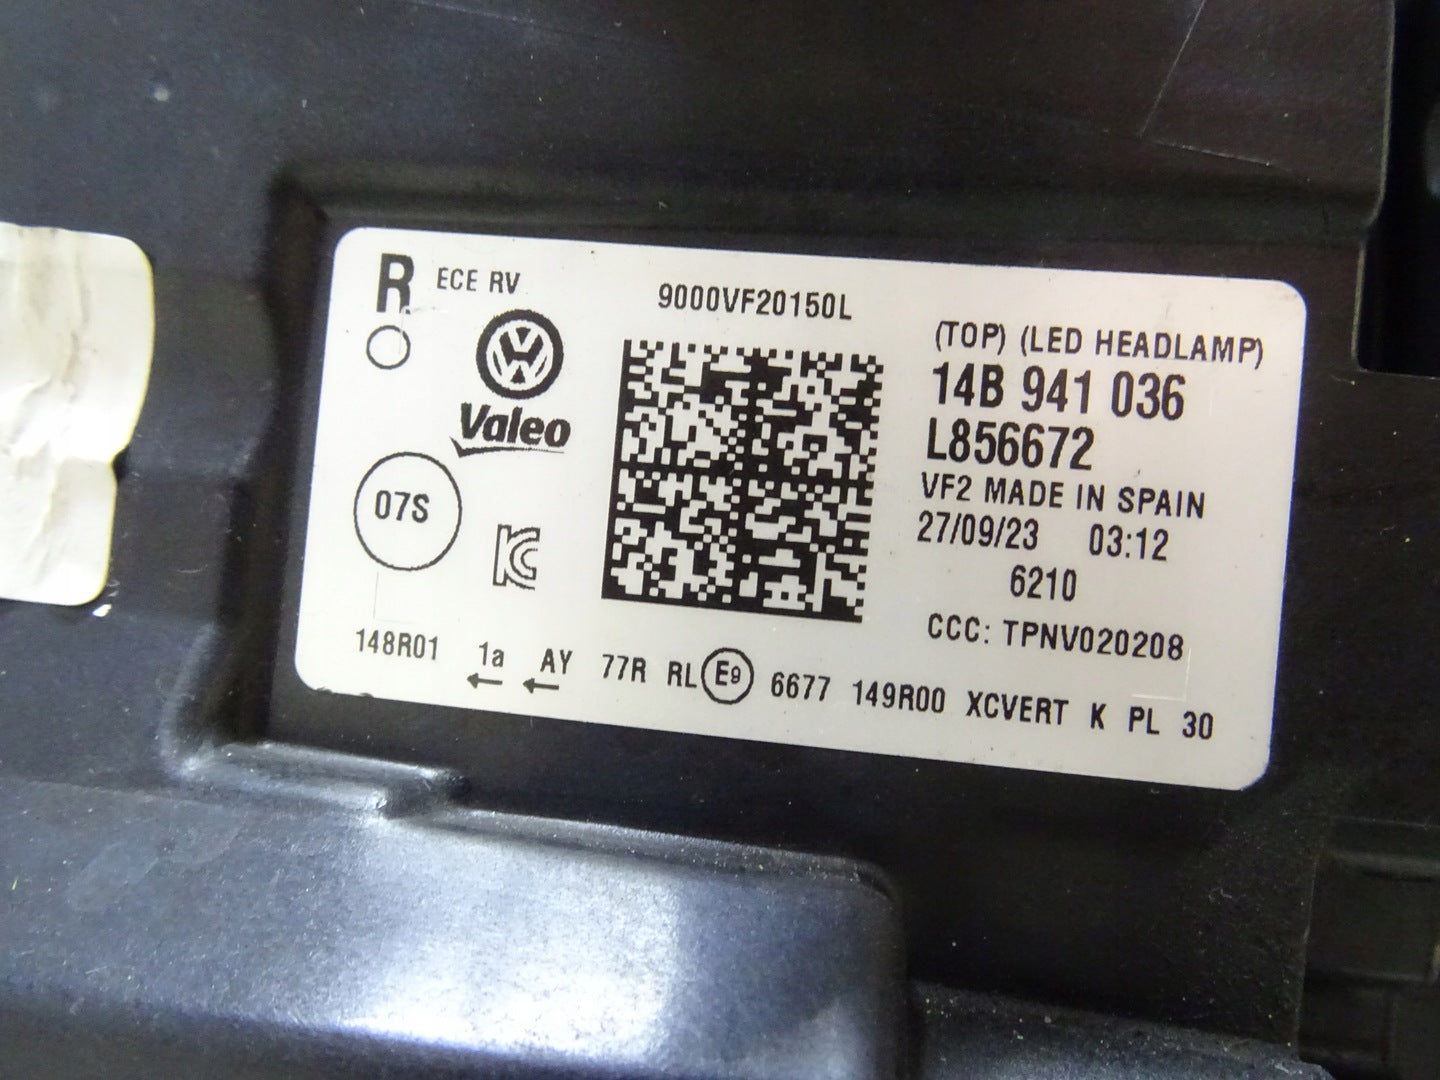 R ECE RV
9000VF20150L
(TOP) (LED HEADLAMP)
14B 941 036
L856672
Valeo
VF2 MADE IN SPAIN
07S
27/09/23 03:12
6210
CCC: TPNV020208
148R01 1a AY 77R RL E9 6677 149R00 XCVERT K PL 30